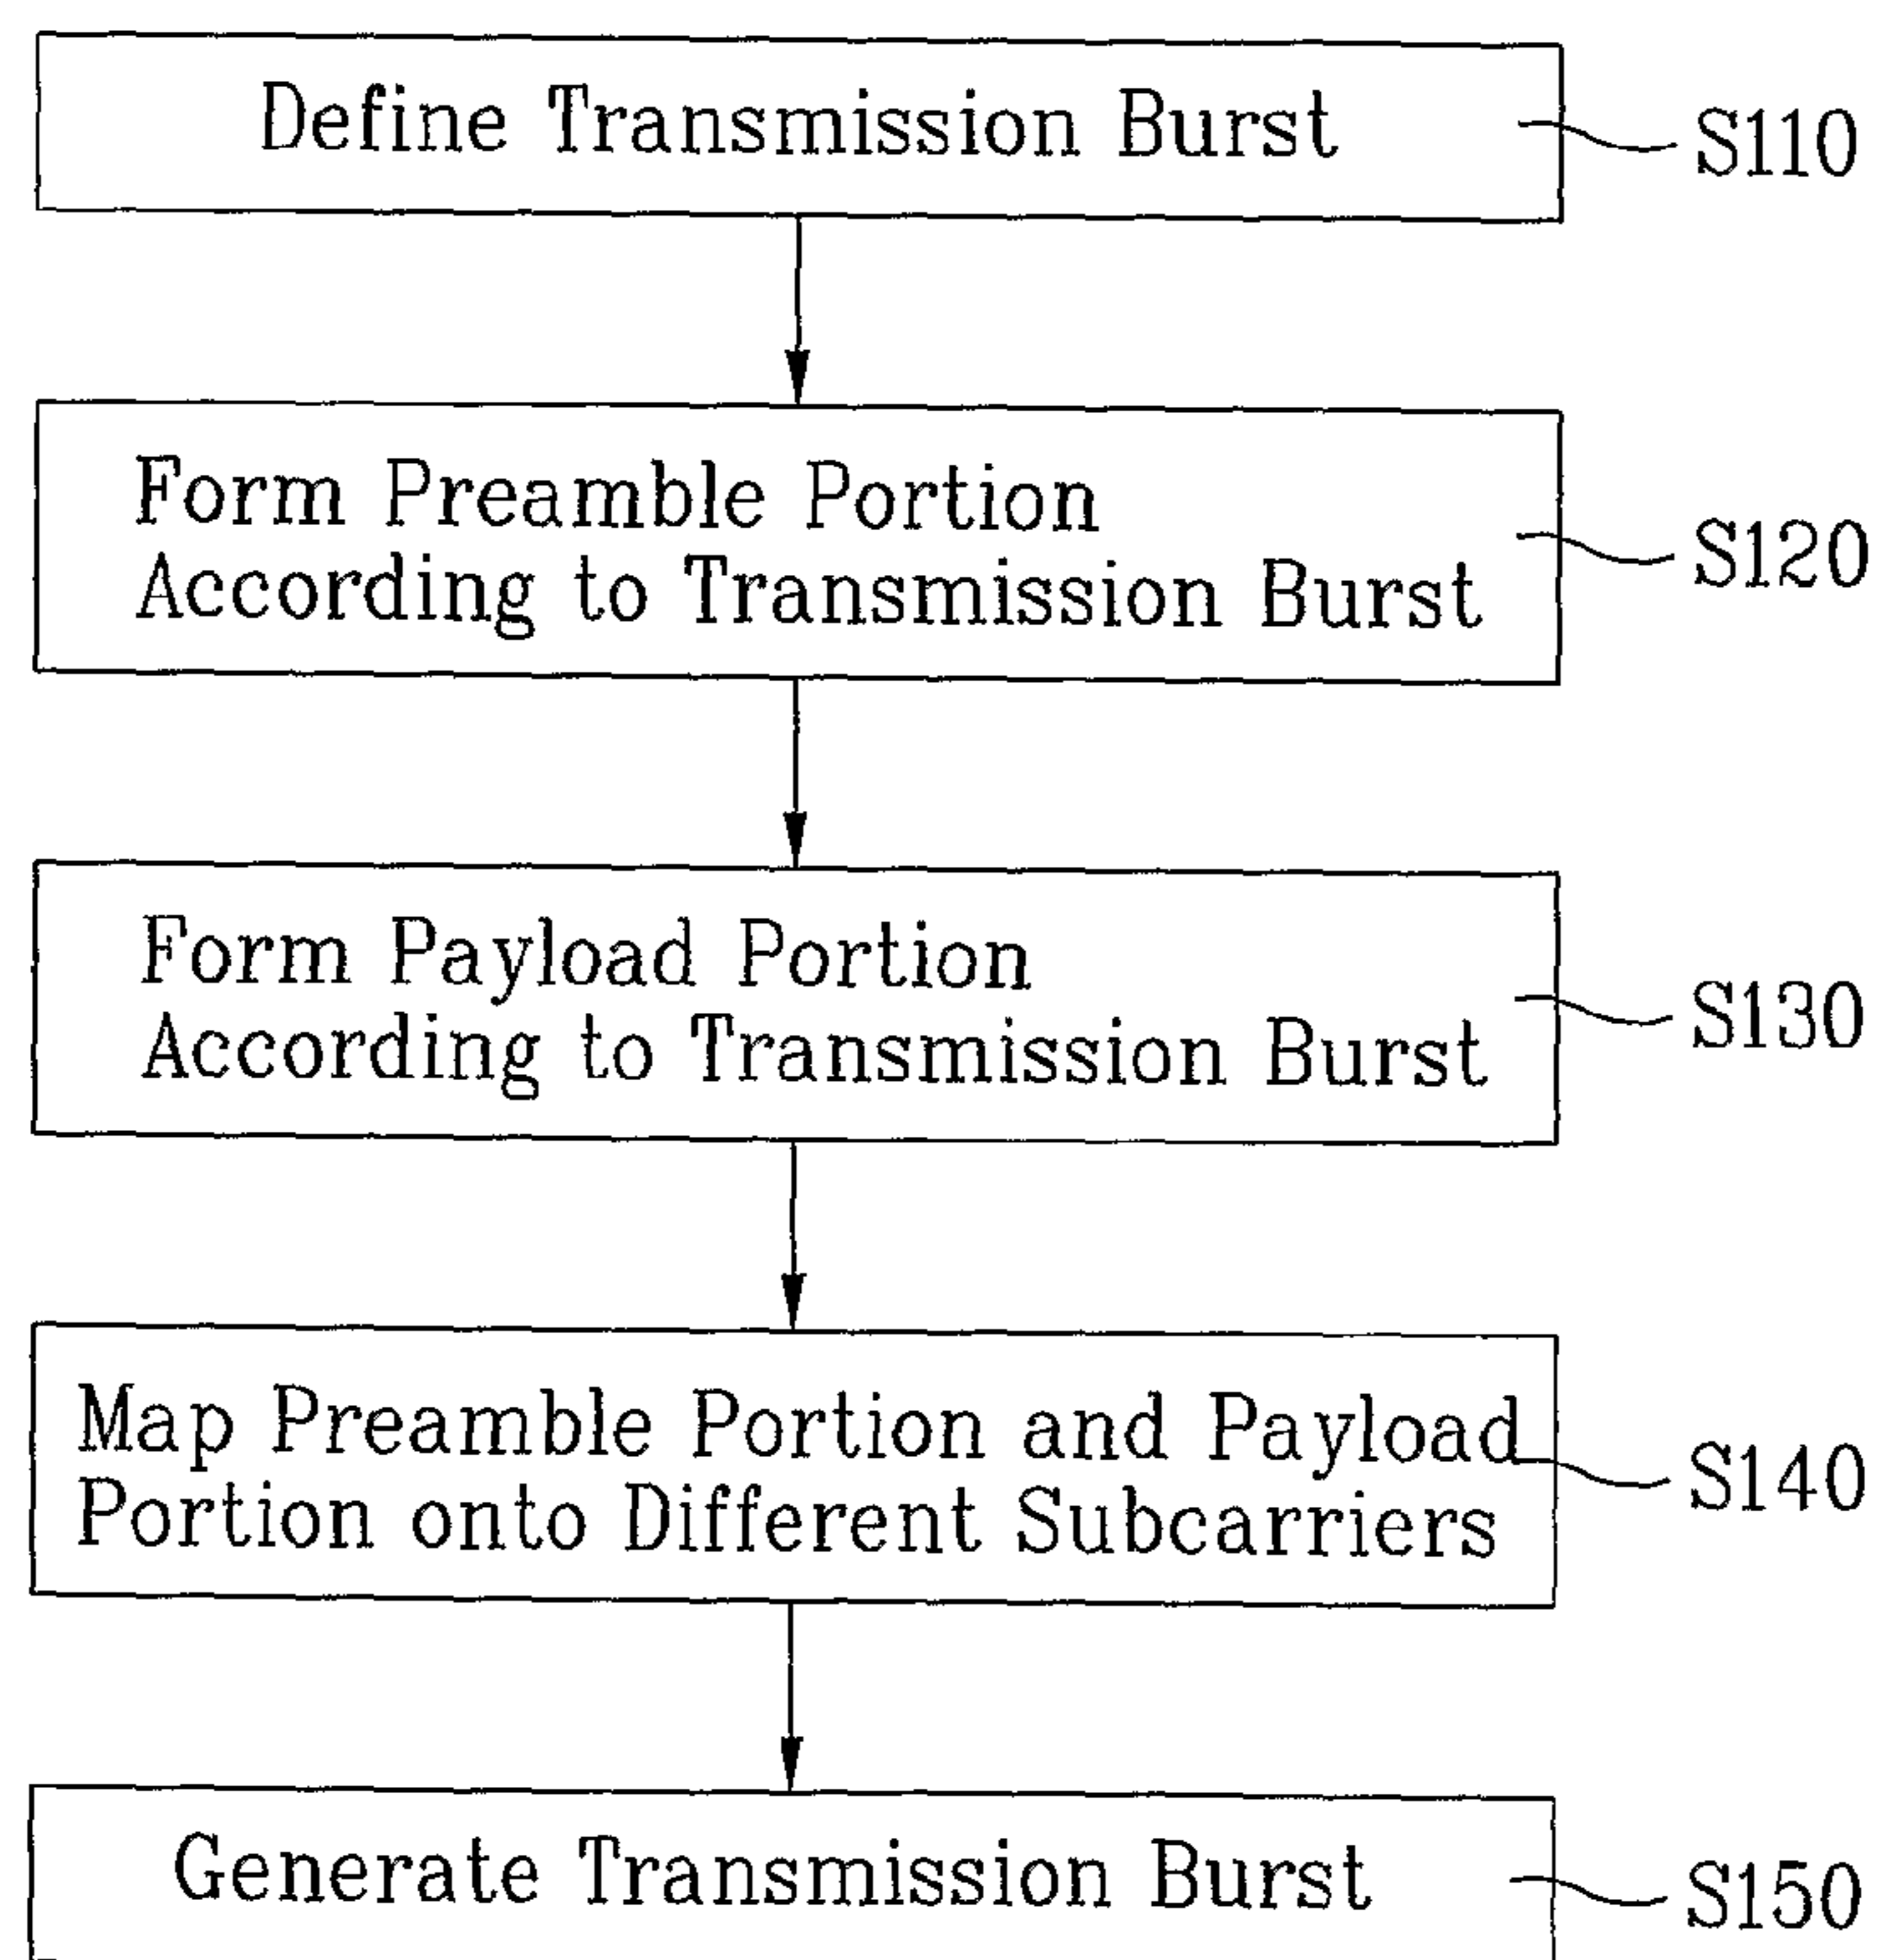 Define Transmission Burst
S110
Form Preamble Portion
According to Transmission Burst
S120
Form Payload Portion
According to Transmission Burst
S130
Map Preamble Portion and Payload
Portion onto Different Subcarriers
S140
Generate Transmission Burst
S150